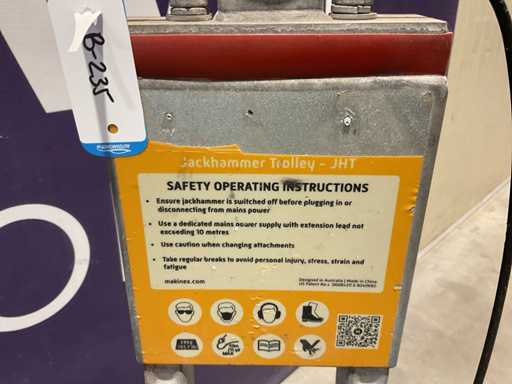 B-235
Jackhammer Trolley - JHT
SAFETY OPERATING INSTRUCTIONS
• Ensure jackhammer is switched off before plugging in or
disconnecting from mains power
• Use a dedicated mains power supply with extension lead not
exceeding 10 metres
• Use caution when changing attachments
• Take regular breaks to avoid personal injury, stress, strain and
fatigue
makinex.com
Designed in Australia | Made in China